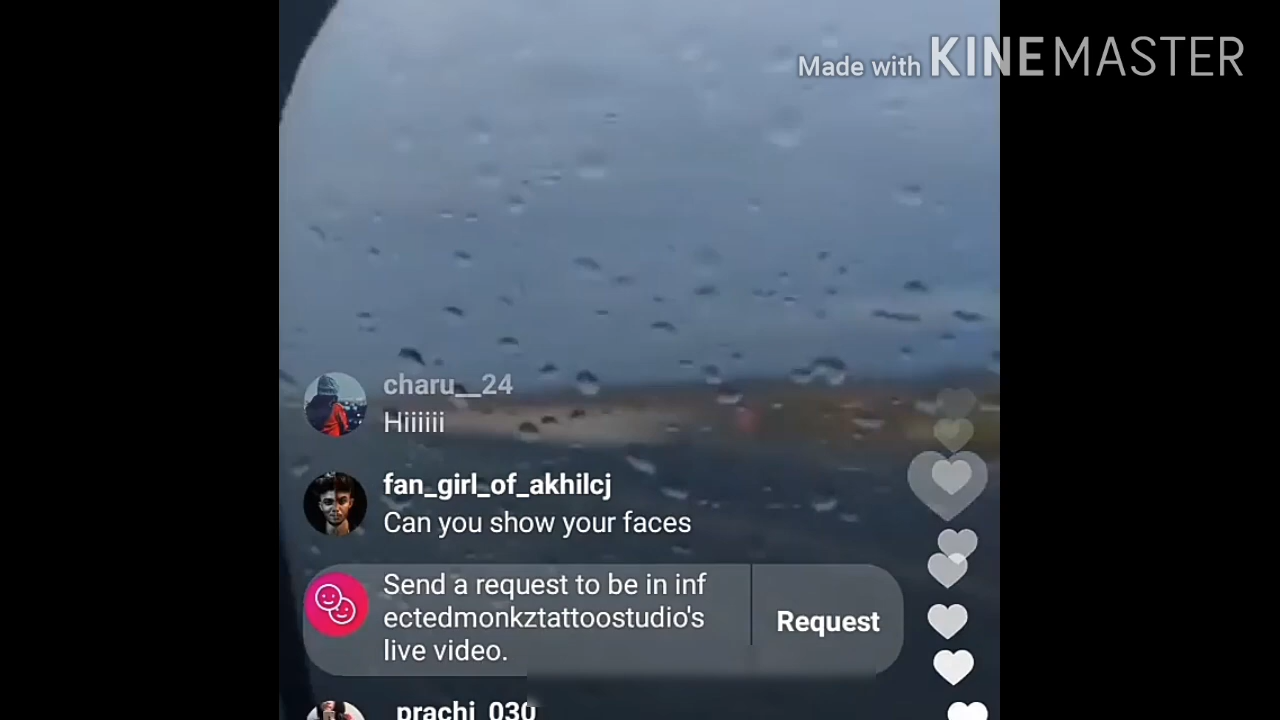 Made with KINEMASTER
charu__24
Hiiiiii
fan_girl_of_akhilcj
Can you show your faces
Send a request to be in inf
ectedmonkztattoostudio's
live video.
Request
prachi_030